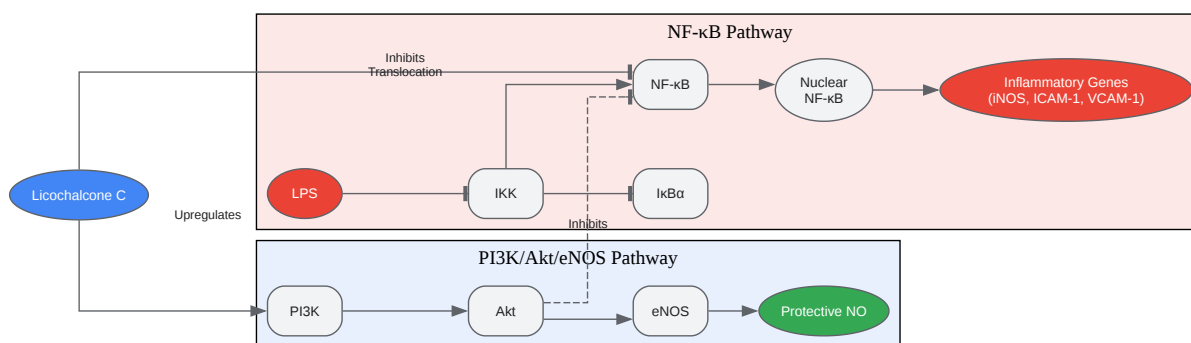 NF-κB Pathway
Inhibits
Translocation
NF-κB
Nuclear
NF-κB
Inflammatory Genes
(iNOS, ICAM-1, VCAM-1)
Licochalcone C
LPS
IKK
IκBα
Upregulates
Inhibits
PI3K/Akt/eNOS Pathway
PI3K
Akt
eNOS
Protective NO